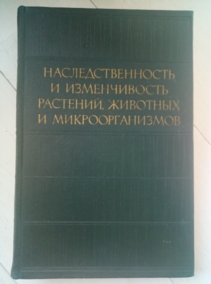 НАСЛЕДСТВЕННОСТЬ
И ИЗМЕНЧИВОСТЬ
РАСТЕНИЙ, ЖИВОТНЫХ
И МИКРООРГАНИЗМОВ